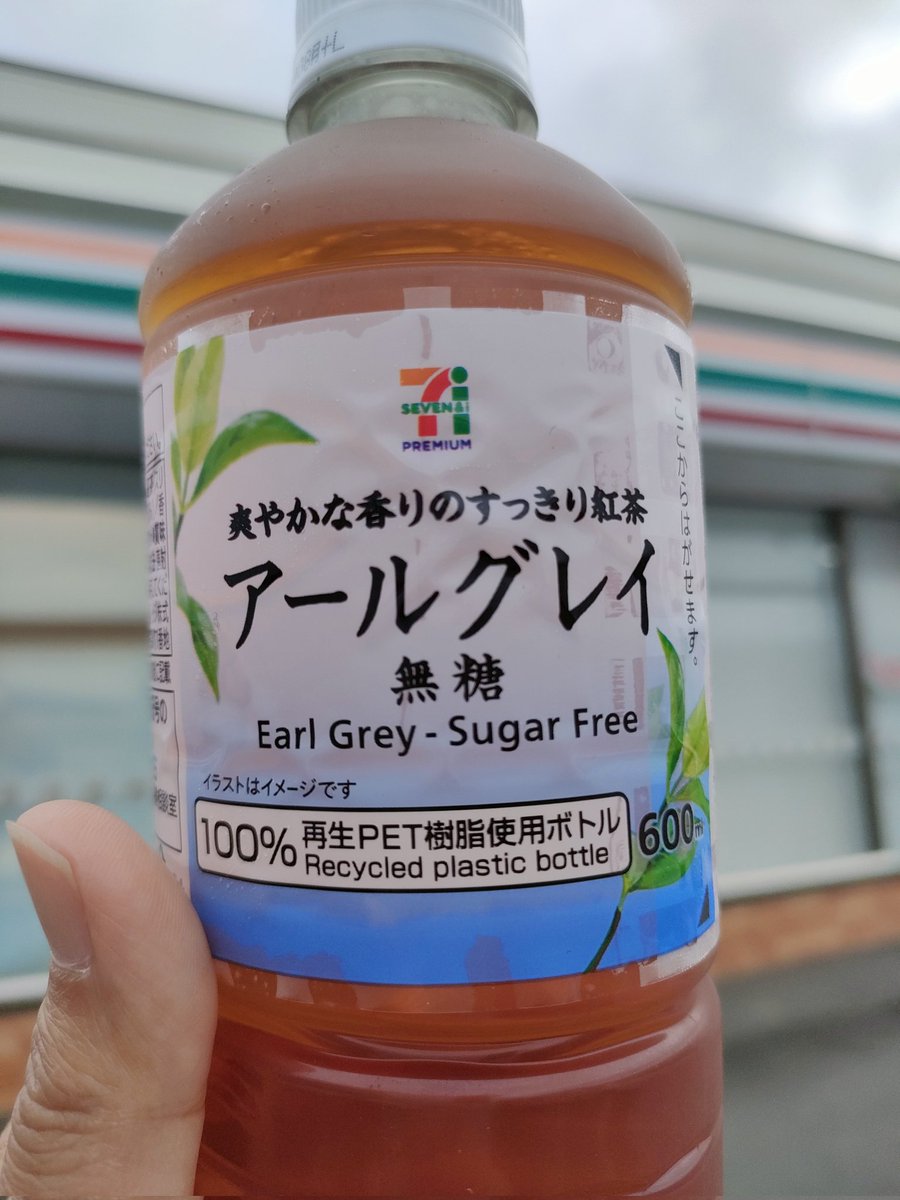 SEVEN&i
PREMIUM
爽やかな香りのすっきり紅茶
アールグレイ
無糖
Earl Grey - Sugar Free
イラストはイメージです
100% 再生PET樹脂使用ボトル
Recycled plastic bottle
600ml
ここからはがせます。